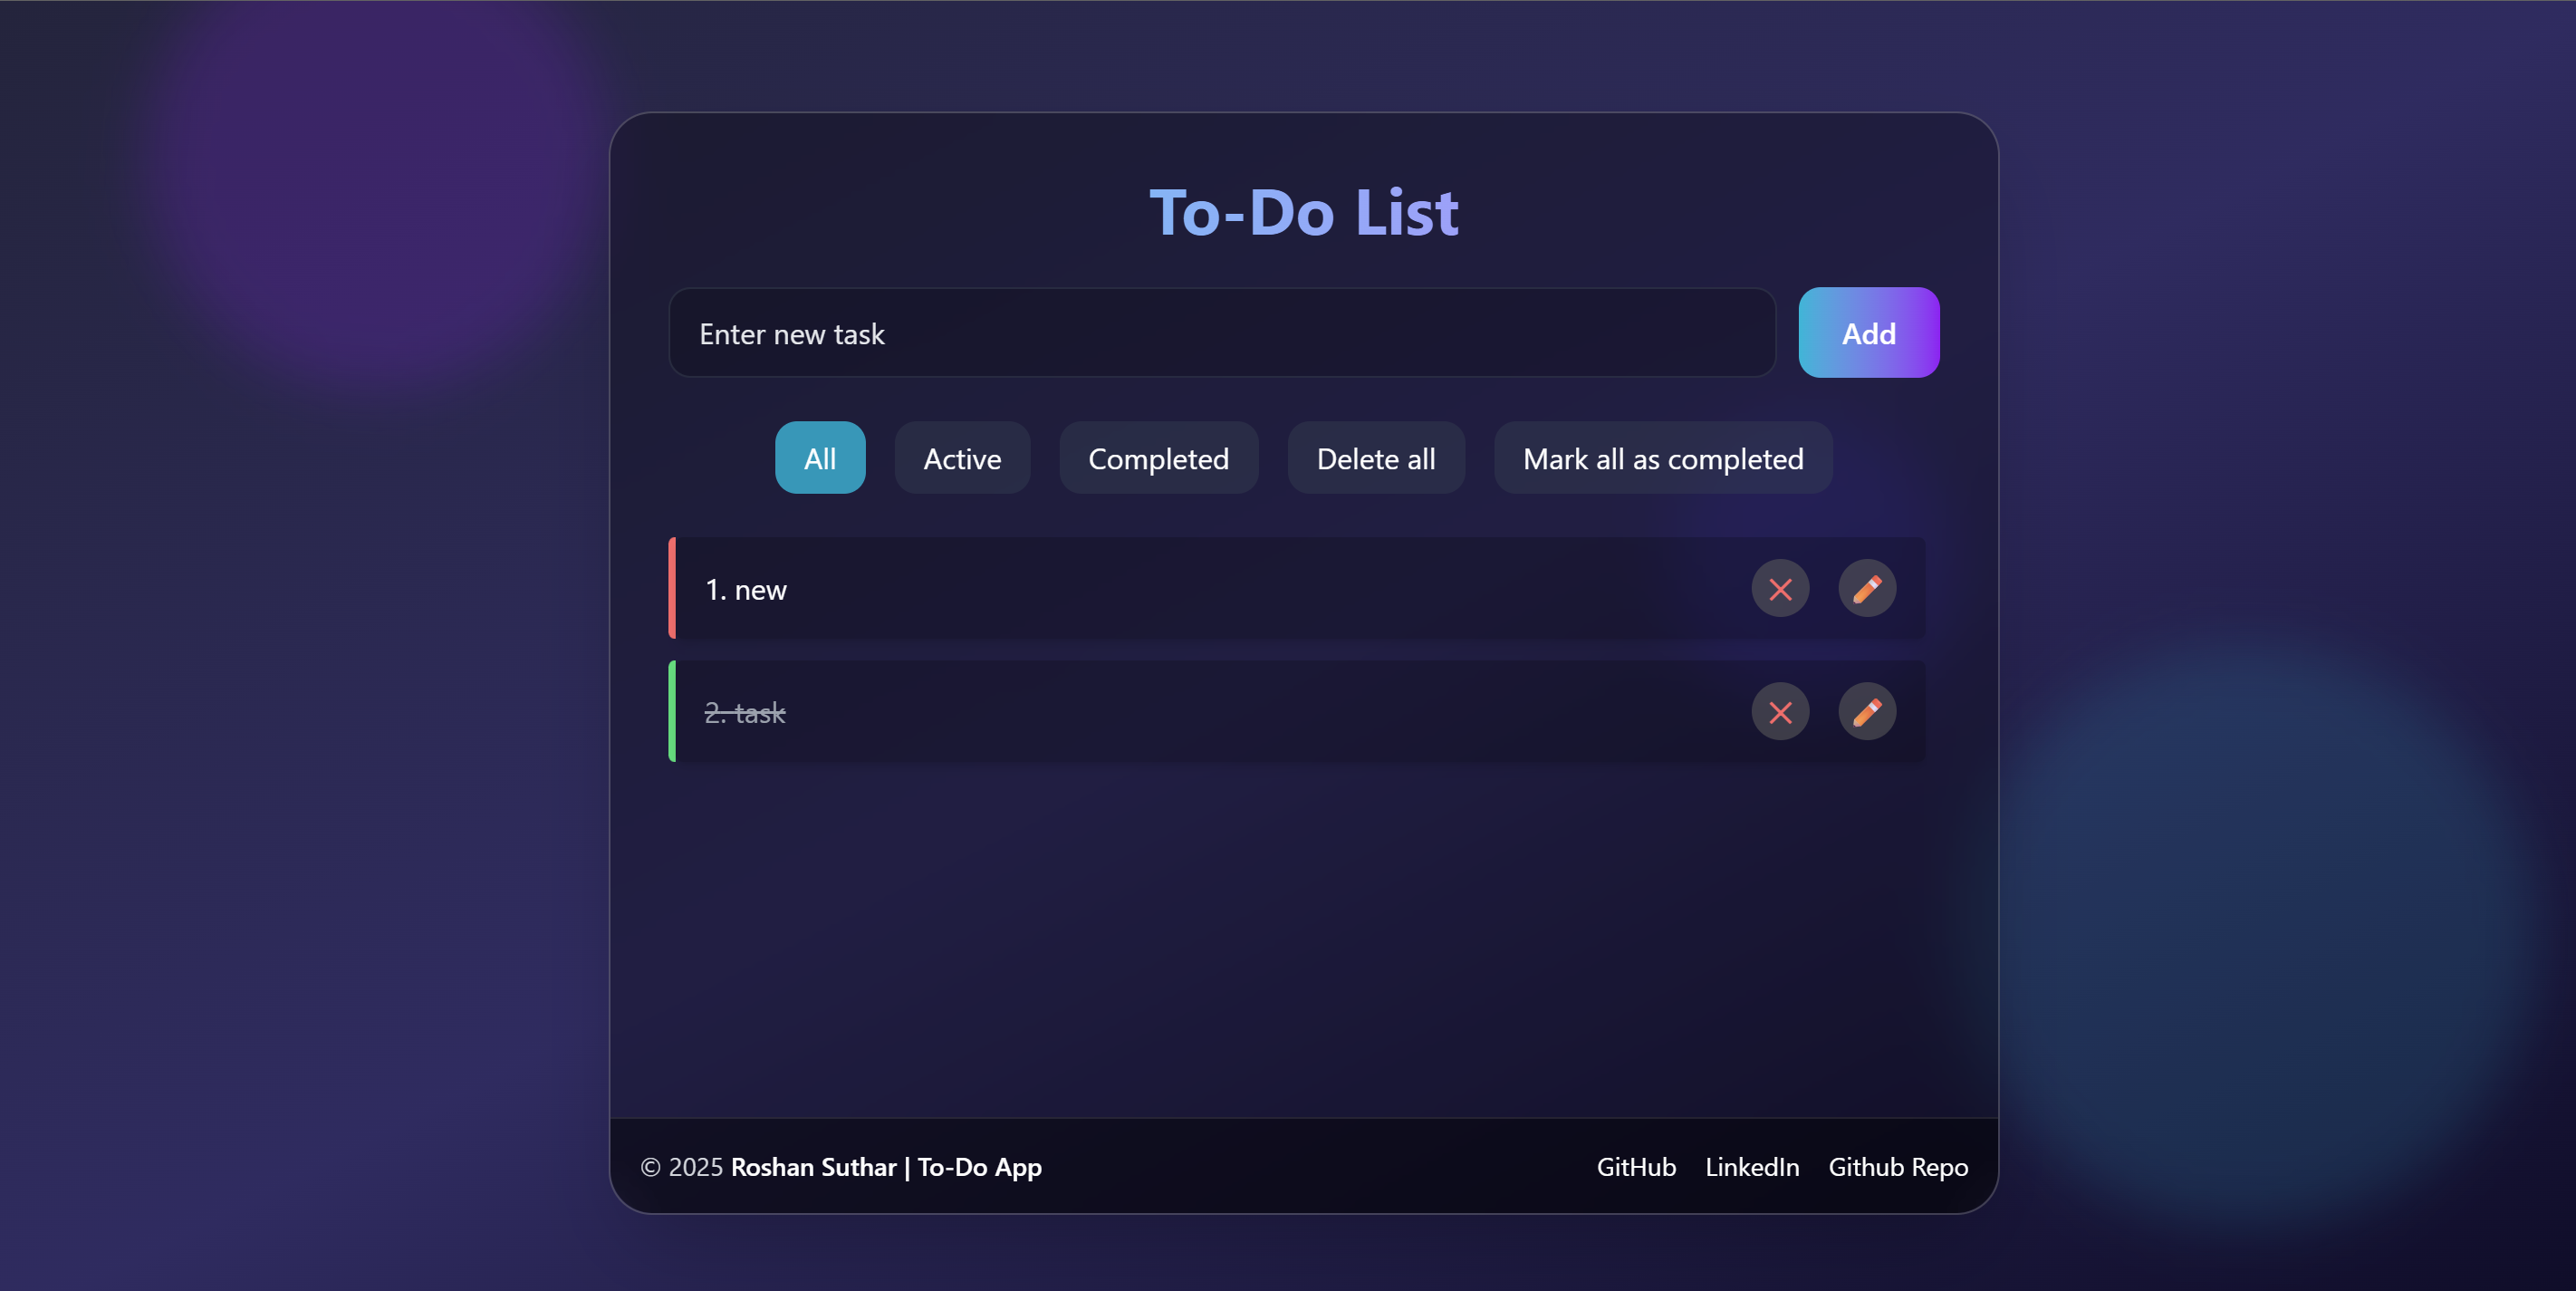 To-Do List
Enter new task
Add
All Active Completed Delete all Mark all as completed
1. new
2. task
© 2025 Roshan Suthar | To-Do App
GitHub LinkedIn Github Repo